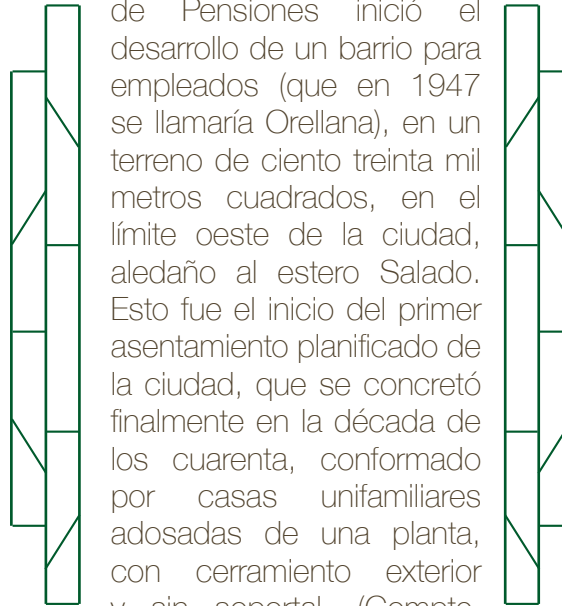 de Pensiones inició el
desarrollo de un barrio para
empleados (que en 1947
se llamaría Orellana), en un
terreno de ciento treinta mil
metros cuadrados, en el
límite oeste de la ciudad,
aledaño al estero Salado.
Esto fue el inicio del primer
asentamiento planificado de
la ciudad, que se concretó
finalmente en la década de
los cuarenta, conformado
por casas unifamiliares
adosadas de una planta,
con cerramiento exterior
y sin soportal. (Compte,